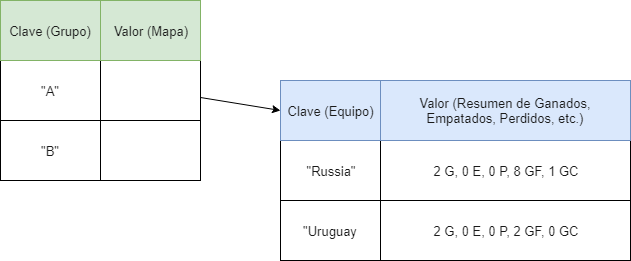 Clave (Grupo) Valor (Mapa)
"A"
"B"
Clave (Equipo) Valor (Resumen de Ganados,
Empatados, Perdidos, etc.)
"Russia" 2 G, 0 E, 0 P, 8 GF, 1 GC
"Uruguay 2 G, 0 E, 0 P, 2 GF, 0 GC